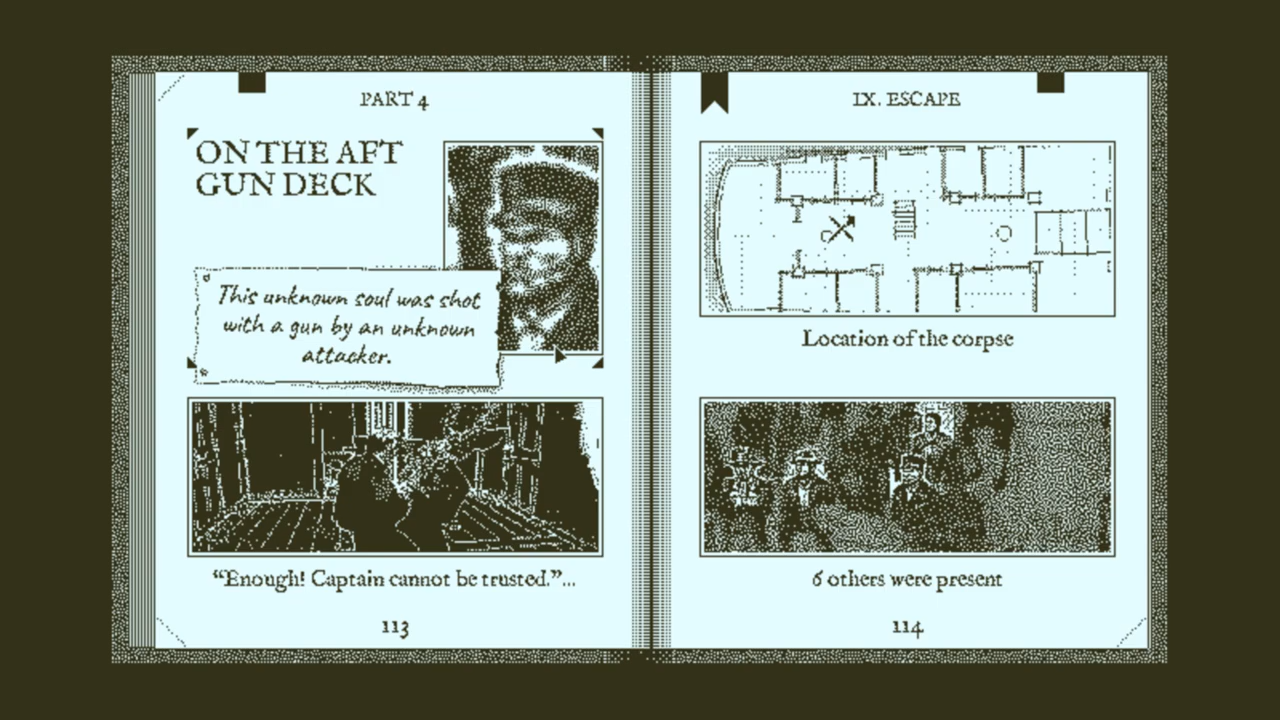 PART 4
ON THE AFT
GUN DECK
This unknown soul was shot
with a gun by an unknown
attacker.
“Enough! Captain cannot be trusted.”...
113
IX. ESCAPE
Location of the corpse
6 others were present
114